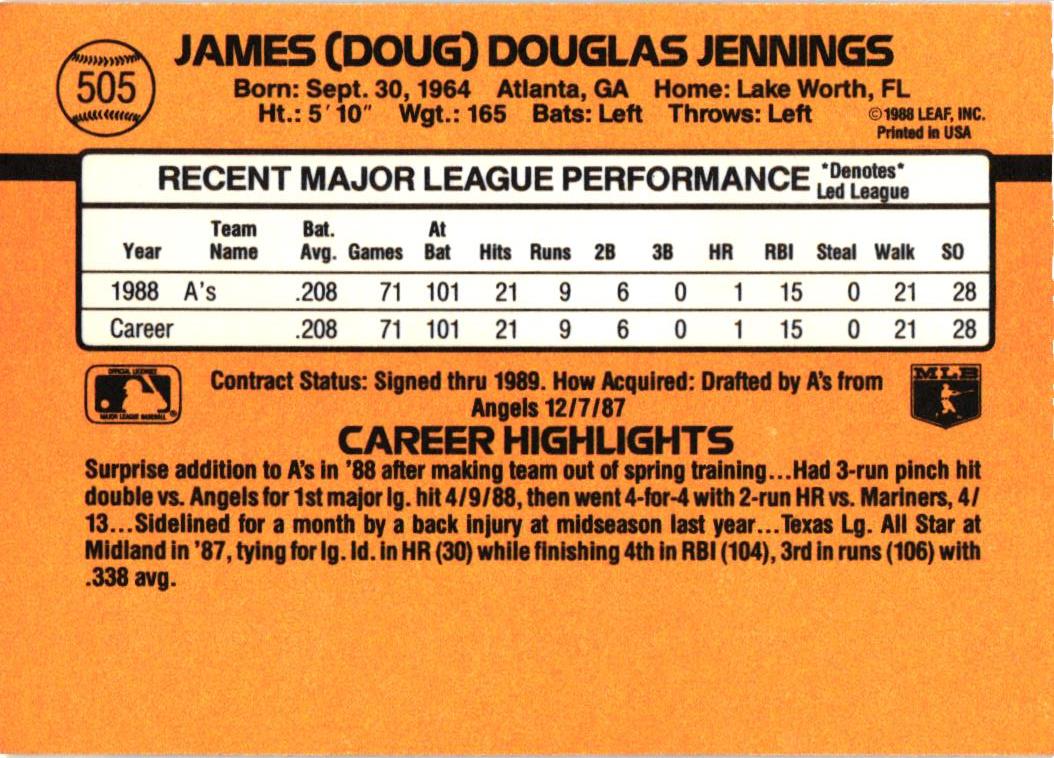 505
JAMES (DOUG) DOUGLAS JENNINGS
Born: Sept. 30, 1964 Atlanta, GA Home: Lake Worth, FL
Ht.: 5' 10" Wgt.: 165 Bats: Left Throws: Left
©1988 LEAF, INC.
Printed in USA
RECENT MAJOR LEAGUE PERFORMANCE *Denotes*
Led League
Year Team Name Bat. Avg. Games At Bat Hits Runs 2B 3B HR RBI Steal Walk SO
1988 A's .208 71 101 21 9 6 0 1 15 0 21 28
Career .208 71 101 21 9 6 0 1 15 0 21 28
OFFICIAL LICENSEE
MAJOR LEAGUE BASEBALL ®
Contract Status: Signed thru 1989. How Acquired: Drafted by A's from
Angels 12/7/87
MLB
CAREER HIGHLIGHTS
Surprise addition to A's in '88 after making team out of spring training...Had 3-run pinch hit
double vs. Angels for 1st major lg. hit 4/9/88, then went 4-for-4 with 2-run HR vs. Mariners, 4/
13...Sidelined for a month by a back injury at midseason last year...Texas Lg. All Star at
Midland in '87, tying for lg. ld. in HR (30) while finishing 4th in RBI (104), 3rd in runs (106) with
.338 avg.